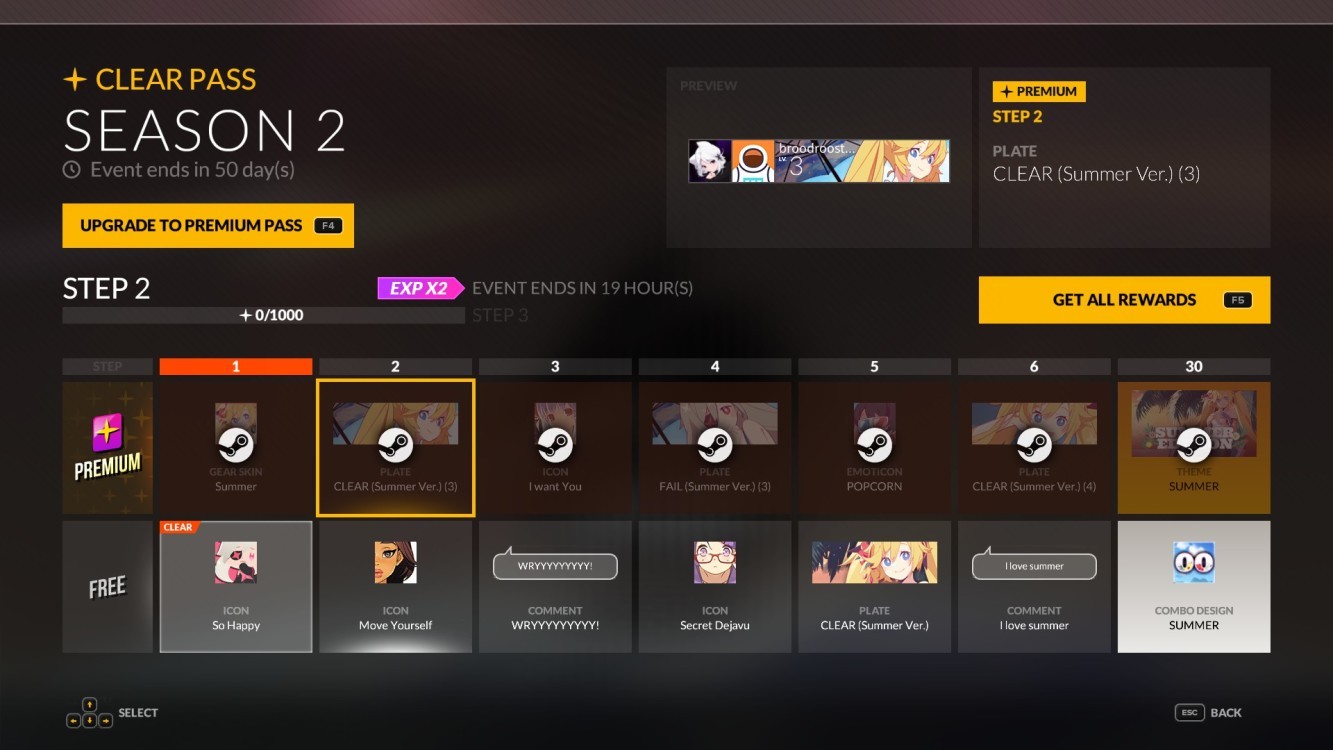 CLEAR PASS
SEASON 2
Event ends in 50 day(s)
UPGRADE TO PREMIUM PASS F4
PREVIEW
broodroost...
LV. 3
PREMIUM
STEP 2
PLATE
CLEAR (Summer Ver.) (3)
STEP 2
EXP X2 EVENT ENDS IN 19 HOUR(S)
0/1000
STEP 3
GET ALL REWARDS F5
STEP 1 2 3 4 5 6 30
PREMIUM
GEAR SKIN
Summer
PLATE
CLEAR (Summer Ver.) (3)
ICON
I want You
PLATE
FAIL (Summer Ver.) (3)
EMOTICON
POPCORN
PLATE
CLEAR (Summer Ver.) (4)
SUMMER
THEME
SUMMER
FREE
CLEAR
ICON
So Happy
ICON
Move Yourself
WRYYYYYYYYY!
COMMENT
WRYYYYYYYYY!
ICON
Secret Dejavu
PLATE
CLEAR (Summer Ver.)
I love summer
COMMENT
I love summer
COMBO DESIGN
SUMMER
SELECT
ESC BACK